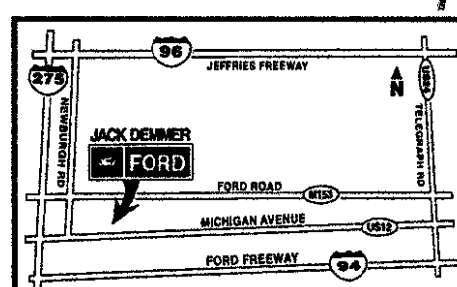 96
JEFFRIES FREEWAY
275
NEWBURGH RD
N
US24
TELEGRAPH RD
JACK DEMMER
FORD
FORD ROAD
M153
MICHIGAN AVENUE
US12
FORD FREEWAY
94